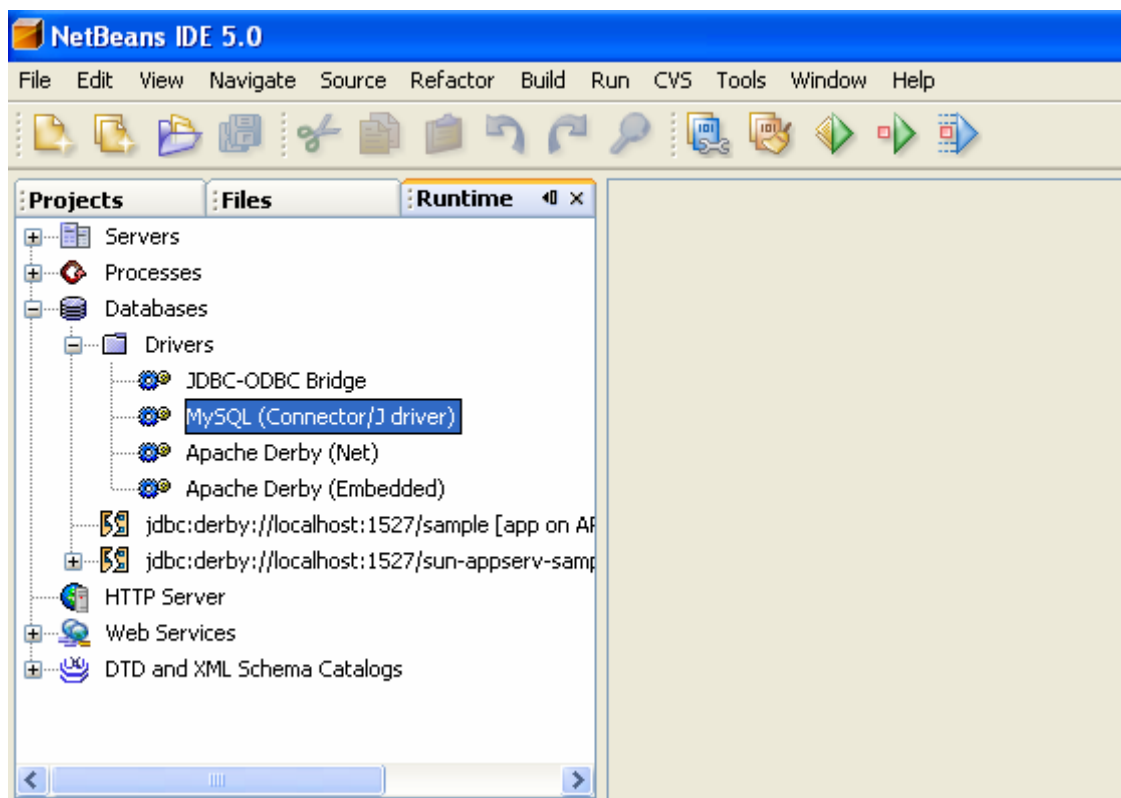 NetBeans IDE 5.0
File Edit View Navigate Source Refactor Build Run CVS Tools Window Help
Projects Files Runtime
Servers
Processes
Databases
Drivers
JDBC-ODBC Bridge
MySQL (Connector/J driver)
Apache Derby (Net)
Apache Derby (Embedded)
jdbc:derby://localhost:1527/sample [app on AP
jdbc:derby://localhost:1527/sun-appserv-samp
HTTP Server
Web Services
DTD and XML Schema Catalogs